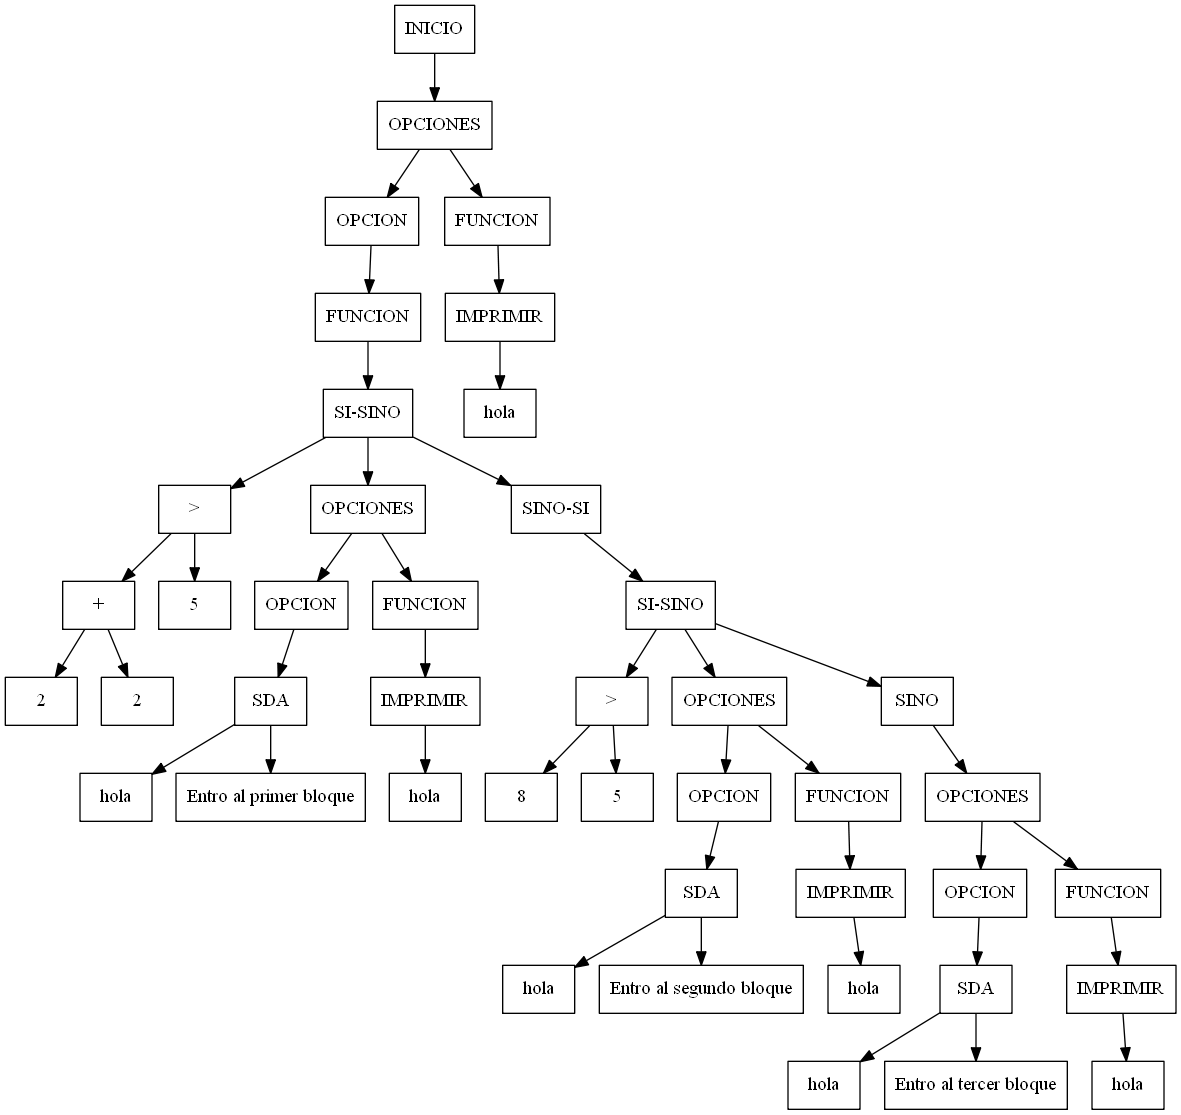 INICIO
OPCIONES
OPCION
FUNCION
FUNCION
IMPRIMIR
SI-SINO
hola
>
OPCIONES
SINO-SI
+
5
OPCION
FUNCION
SI-SINO
2
2
SDA
IMPRIMIR
>
OPCIONES
SINO
hola
Entro al primer bloque
hola
8
5
OPCION
FUNCION
OPCIONES
SDA
IMPRIMIR
OPCION
FUNCION
hola
Entro al segundo bloque
hola
SDA
IMPRIMIR
hola
Entro al tercer bloque
hola